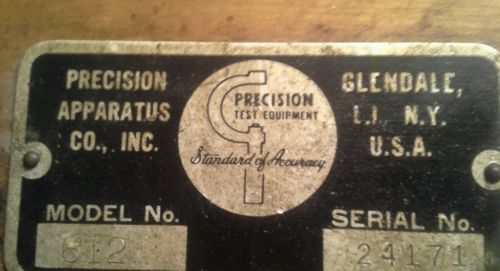 PRECISION
APPARATUS
CO., INC.
PRECISION
TEST EQUIPMENT
Standard of Accuracy
GLENDALE,
L.I., N.Y.
U.S.A.
MODEL No.
612
SERIAL No.
24171